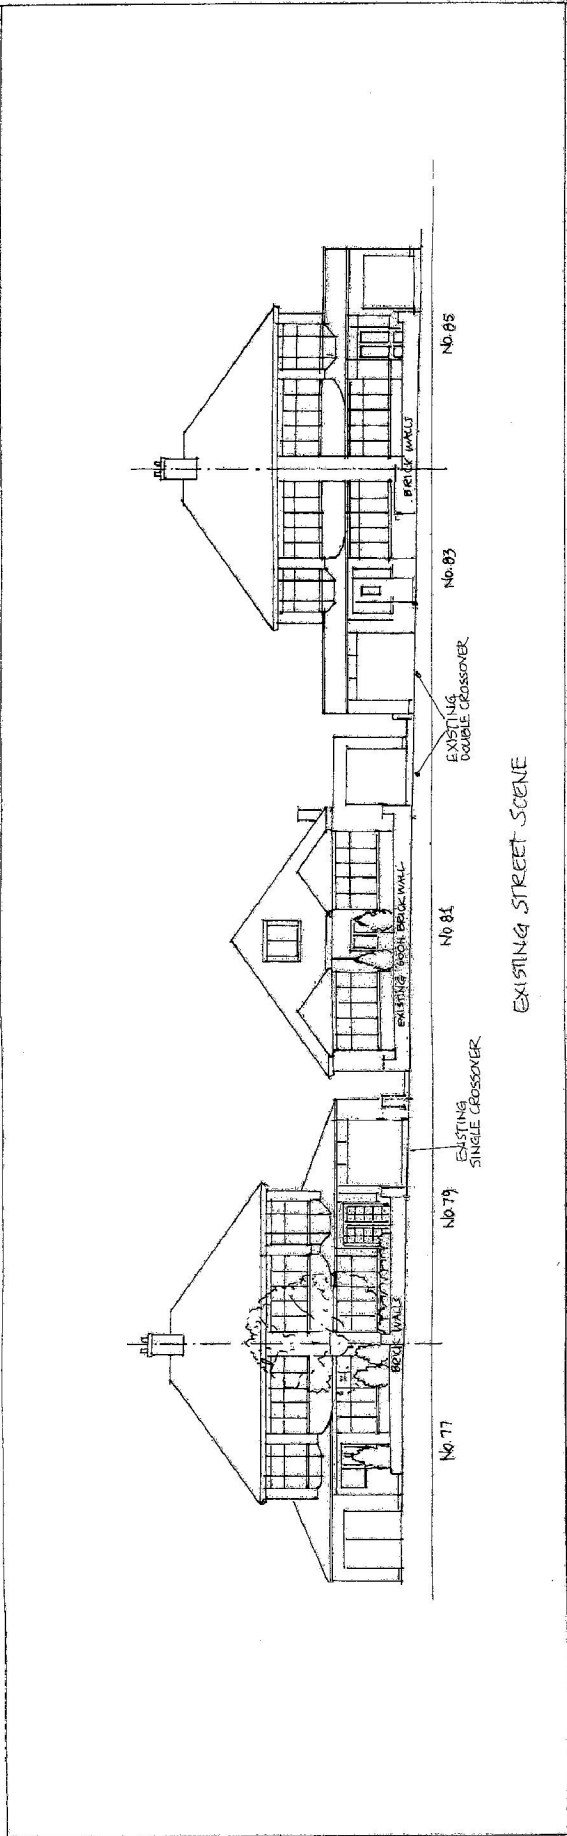 No. 77
No. 79
No 81
No. 83
No. 85
BRICK WALLS
EXISTING 600H BRICK WALL
BRICK WALLS
EXISTING
SINGLE CROSSOVER
EXISTING
DOUBLE CROSSOVER
EXISTING STREET SCENE